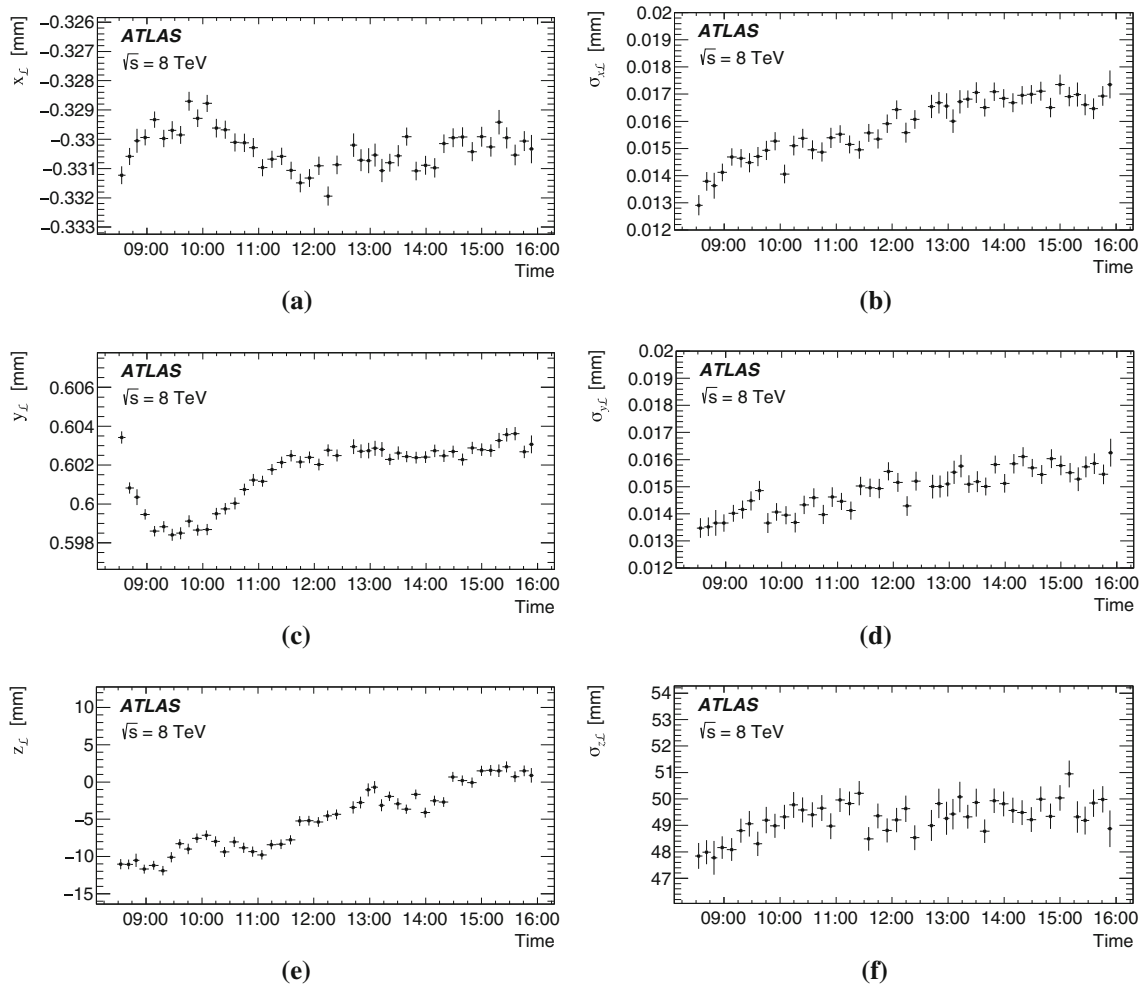 x𝓛 [mm]
−0.326
−0.327
−0.328
−0.329
−0.33
−0.331
−0.332
−0.333
ATLAS
√s = 8 TeV
09:00 10:00 11:00 12:00 13:00 14:00 15:00 16:00
Time
(a)
σx𝓛 [mm]
0.02
0.019
0.018
0.017
0.016
0.015
0.014
0.013
0.012
ATLAS
√s = 8 TeV
09:00 10:00 11:00 12:00 13:00 14:00 15:00 16:00
Time
(b)
y𝓛 [mm]
0.606
0.604
0.602
0.6
0.598
ATLAS
√s = 8 TeV
09:00 10:00 11:00 12:00 13:00 14:00 15:00 16:00
Time
(c)
σy𝓛 [mm]
0.02
0.019
0.018
0.017
0.016
0.015
0.014
0.013
0.012
ATLAS
√s = 8 TeV
09:00 10:00 11:00 12:00 13:00 14:00 15:00 16:00
Time
(d)
z𝓛 [mm]
10
5
0
−5
−10
−15
ATLAS
√s = 8 TeV
09:00 10:00 11:00 12:00 13:00 14:00 15:00 16:00
Time
(e)
σz𝓛 [mm]
54
53
52
51
50
49
48
47
ATLAS
√s = 8 TeV
09:00 10:00 11:00 12:00 13:00 14:00 15:00 16:00
Time
(f)